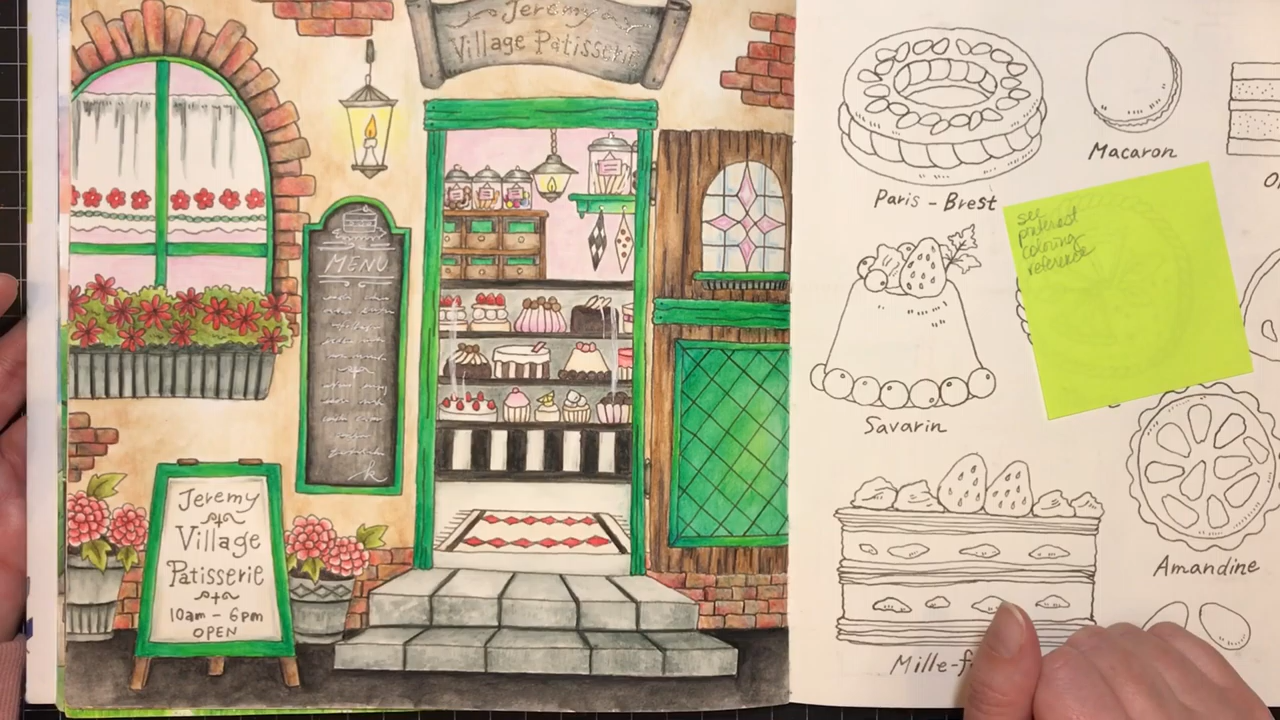 Jeremy
Village Patisserie
MENU
Jeremy
Village
Patisserie
10am - 6pm
OPEN
Paris - Brest
Macaron
see
pinterest
coloring
reference
Savarin
Amandine